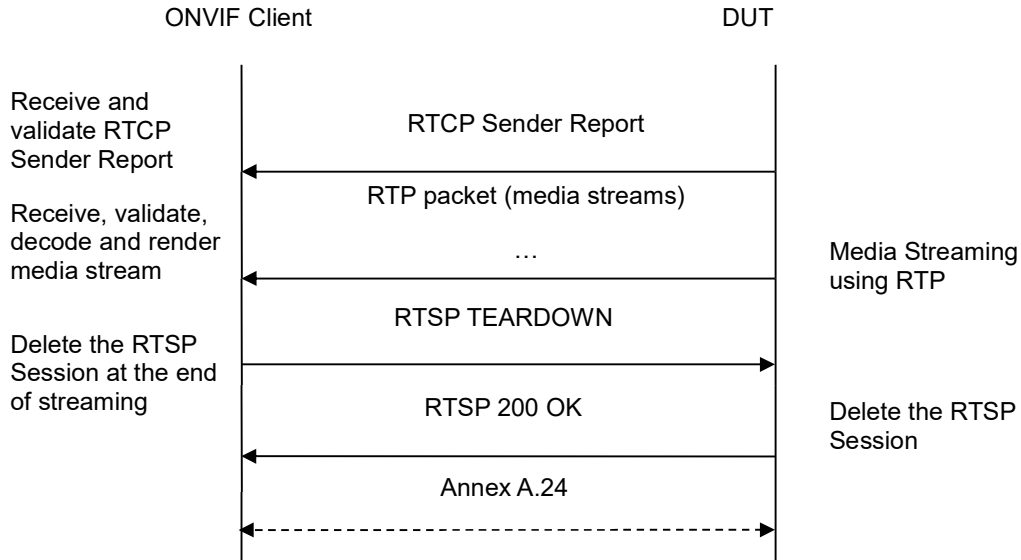 ONVIF Client
DUT
Receive and
validate RTCP
Sender Report
RTCP Sender Report
RTP packet (media streams)
Receive, validate,
decode and render
media stream
…
Media Streaming
using RTP
RTSP TEARDOWN
Delete the RTSP
Session at the end
of streaming
RTSP 200 OK
Delete the RTSP
Session
Annex A.24